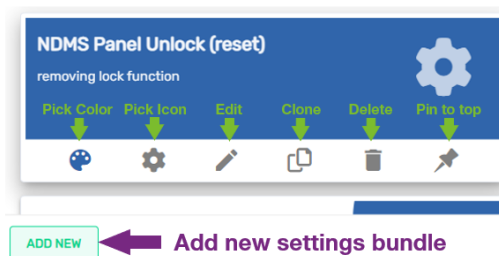 NDMS Panel Unlock (reset)
removing lock function
Pick Color Pick Icon Edit Clone Delete Pin to top
ADD NEW Add new settings bundle